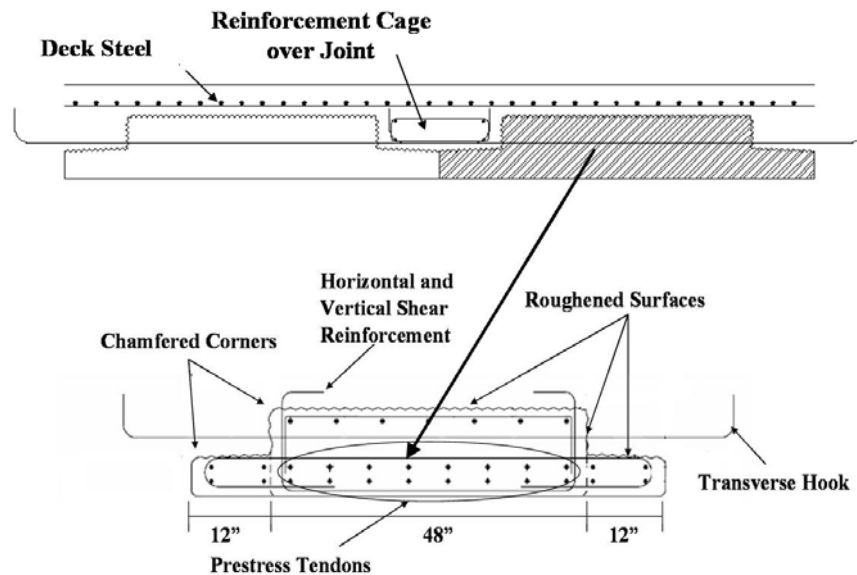 Reinforcement Cage
over Joint
Deck Steel
Horizontal and
Vertical Shear
Reinforcement
Roughened Surfaces
Chamfered Corners
Transverse Hook
12”
48”
12”
Prestress Tendons